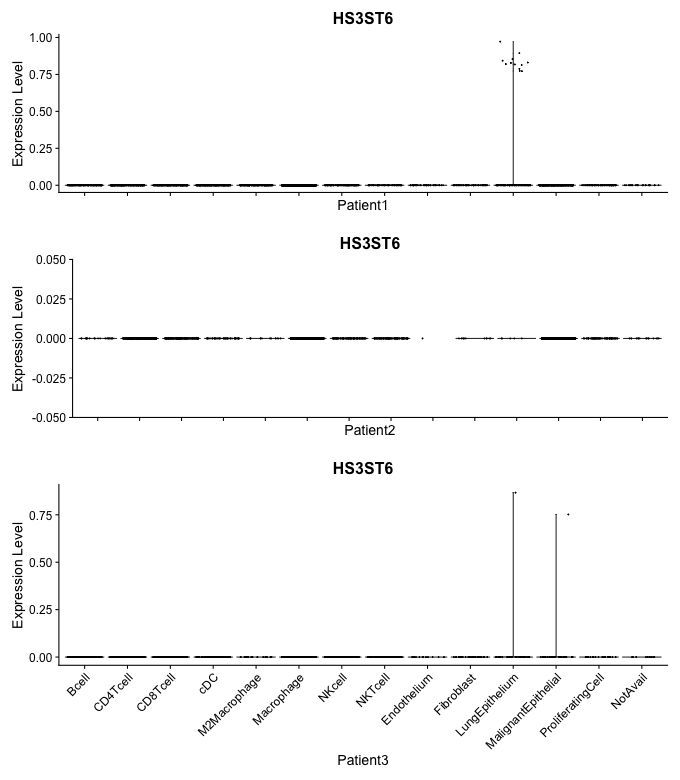 HS3ST6
Expression Level
1.00
0.75
0.50
0.25
0.00
Patient1
HS3ST6
Expression Level
0.050
0.025
0.000
-0.025
-0.050
Patient2
HS3ST6
Expression Level
0.75
0.50
0.25
0.00
Bcell
CD4Tcell
CD8Tcell
cDC
M2Macrophage
Macrophage
NKcell
NKTcell
Endothelium
Fibroblast
LungEpithelium
MalignantEpithelial
ProliferatingCell
NotAvail
Patient3